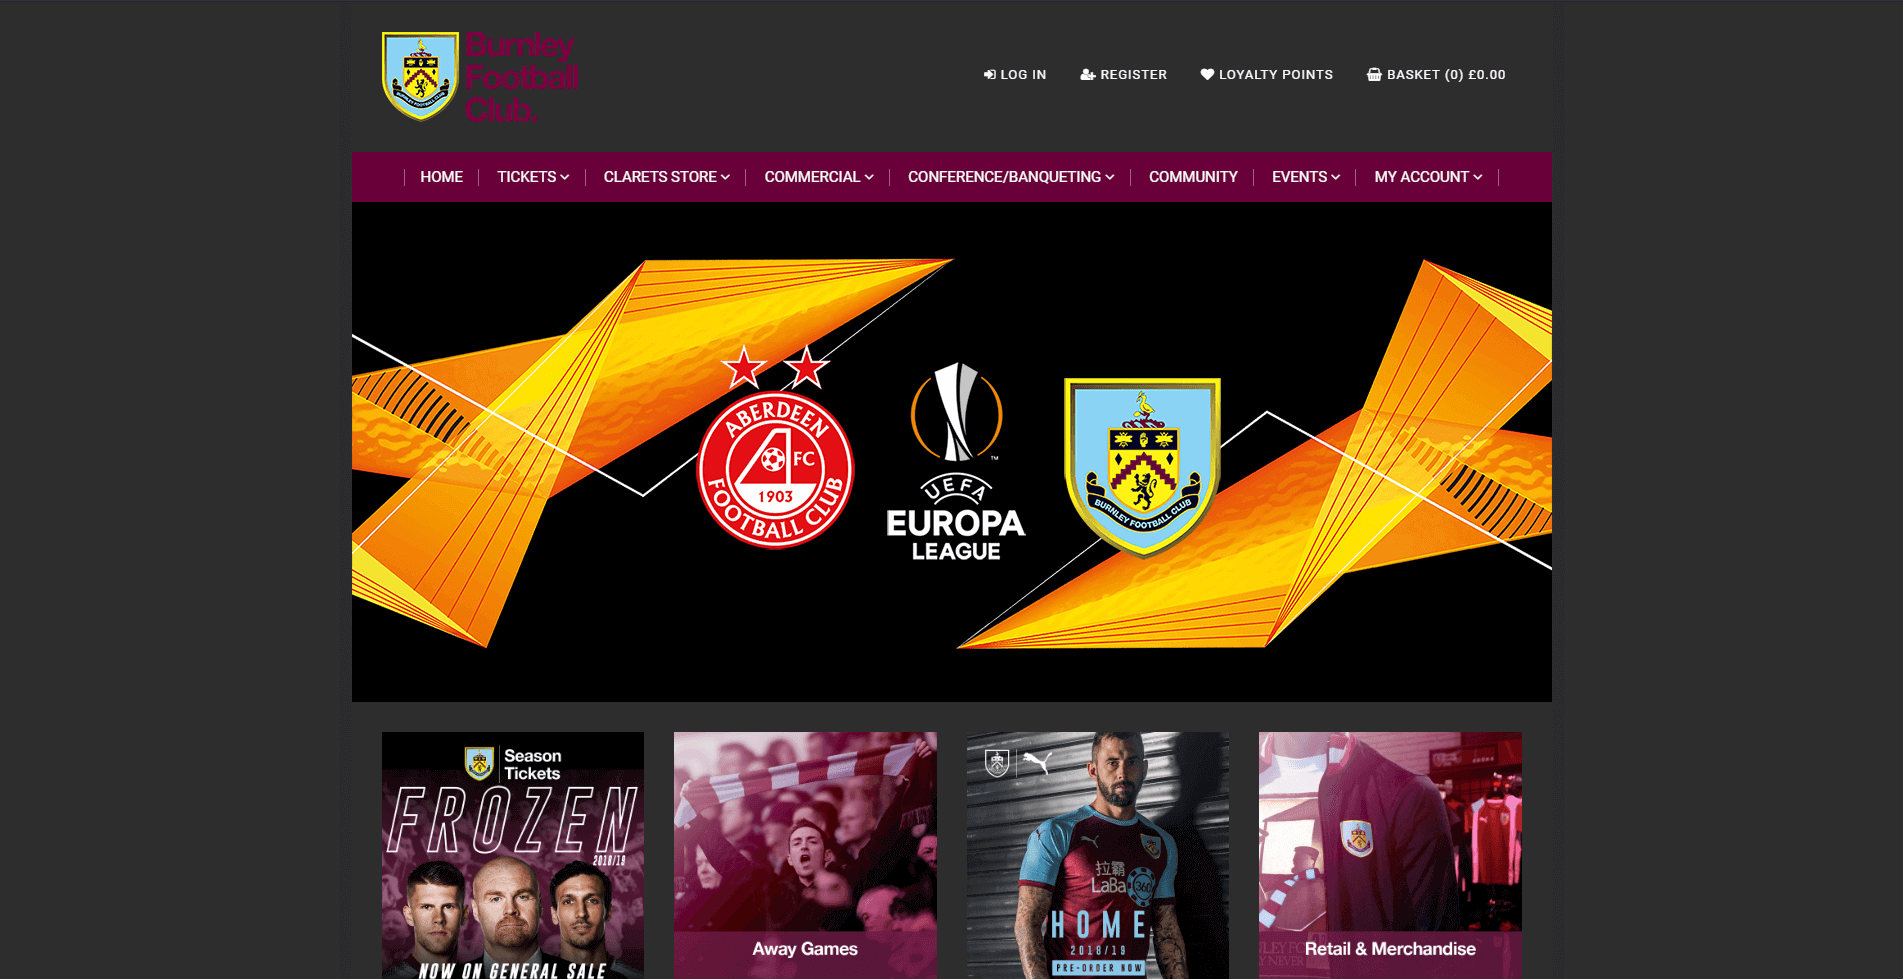 Burnley
Football
Club.
LOG IN
REGISTER
LOYALTY POINTS
BASKET (0) £0.00
HOME
TICKETS
CLARETS STORE
COMMERCIAL
CONFERENCE/BANQUETING
COMMUNITY
EVENTS
MY ACCOUNT
ABERDEEN
FC
1903
FOOTBALL CLUB
UEFA
EUROPA
LEAGUE
™
BURNLEY FOOTBALL CLUB
Season
Tickets
FROZEN
2018/19
NOW ON GENERAL SALE
Away Games
拉霸
LaBa
360
HOME
2018/19
PRE-ORDER NOW
Retail & Merchandise